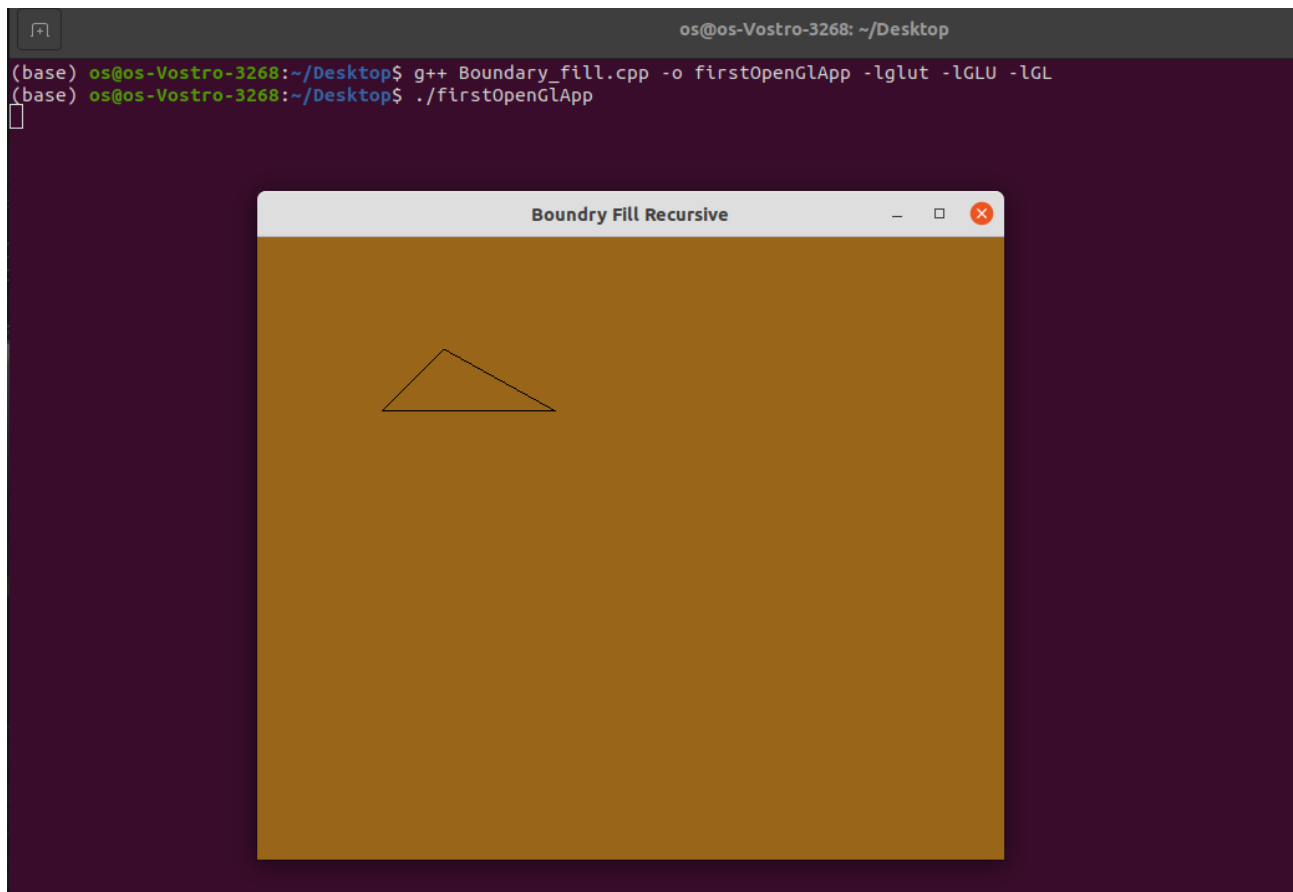 os@os-Vostro-3268: ~/Desktop
(base) os@os-Vostro-3268:~/Desktop$ g++ Boundary_fill.cpp -o firstOpenGlApp -lglut -lGLU -lGL
(base) os@os-Vostro-3268:~/Desktop$ ./firstOpenGlApp
Boundry Fill Recursive